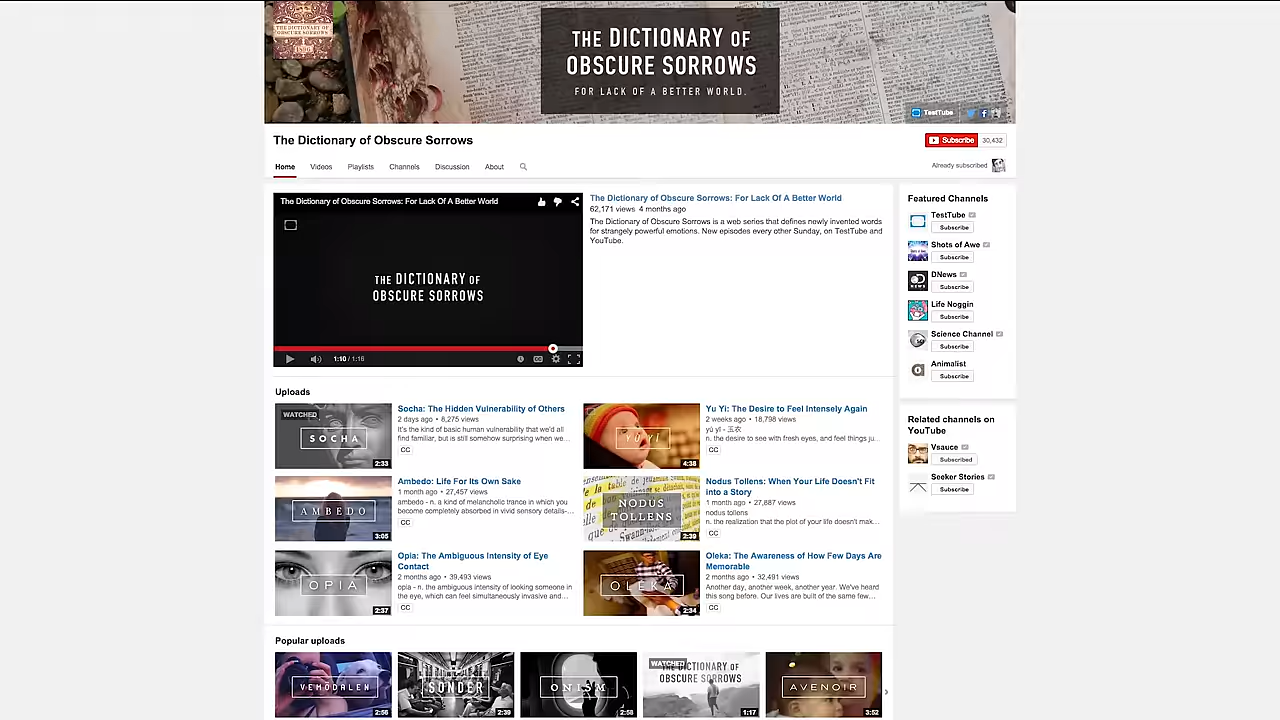 THE DICTIONARY OF
OBSCURE SORROWS
THE DICTIONARY OF
OBSCURE SORROWS
FOR LACK OF A BETTER WORLD.
TestTube
The Dictionary of Obscure Sorrows
Subscribe 30,432
Home Videos Playlists Channels Discussion About
Already subscribed
The Dictionary of Obscure Sorrows: For Lack Of A Better World
THE DICTIONARY OF
OBSCURE SORROWS
1:10 / 1:16
The Dictionary of Obscure Sorrows: For Lack Of A Better World
62,171 views 4 months ago
The Dictionary of Obscure Sorrows is a web series that defines newly invented words
for strangely powerful emotions. New episodes every other Sunday, on TestTube and
YouTube.
Featured Channels
TestTube
Subscribe
Shots of Awe
Subscribe
DNews
Subscribe
Life Noggin
Subscribe
Science Channel
Subscribe
Animalist
Subscribe
Related channels on
YouTube
Vsauce
Subscribed
Seeker Stories
Subscribe
Uploads
WATCHED
SOCHA
2:33
Socha: The Hidden Vulnerability of Others
2 days ago • 8,275 views
It's the kind of basic human vulnerability that we'd all
find familiar, but is still somehow surprising when we...
CC
YÙ YĪ
4:38
Yu Yi: The Desire to Feel Intensely Again
2 weeks ago • 18,798 views
yù yī - 玉衣
n. the desire to see with fresh eyes, and feel things ju...
CC
AMBEDO
3:05
Ambedo: Life For Its Own Sake
1 month ago • 27,457 views
ambedo - n. a kind of melancholic trance in which you
become completely absorbed in vivid sensory details-...
CC
NODUS
TOLLENS
2:39
Nodus Tollens: When Your Life Doesn't Fit
into a Story
1 month ago • 27,887 views
nodus tollens
n. the realization that the plot of your life doesn't mak...
CC
OPIA
2:37
Opia: The Ambiguous Intensity of Eye
Contact
2 months ago • 39,493 views
opia - n. the ambiguous intensity of looking someone in
the eye, which can feel simultaneously invasive and...
CC
OLEKA
2:34
Oleka: The Awareness of How Few Days Are
Memorable
2 months ago • 32,491 views
Another day, another week, another year. We've heard
this song before. Our lives are built of the same few...
CC
Popular uploads
VEMÖDALEN
2:56
SONDER
2:39
ONISM
2:58
WATCHED
THE DICTIONARY OF
OBSCURE SORROWS
1:17
AVENOIR
3:52